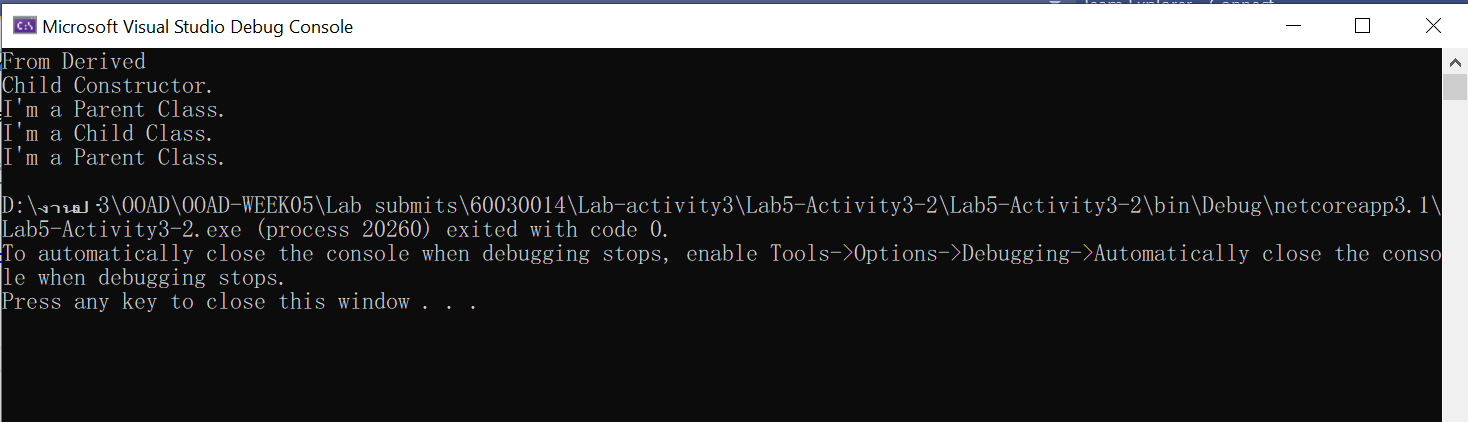 Microsoft Visual Studio Debug Console
From Derived
Child Constructor.
I'm a Parent Class.
I'm a Child Class.
I'm a Parent Class.
D:\งานปี 3\OOAD\OOAD-WEEK05\Lab submits\60030014\Lab-activity3\Lab5-Activity3-2\Lab5-Activity3-2\bin\Debug\netcoreapp3.1\
Lab5-Activity3-2.exe (process 20260) exited with code 0.
To automatically close the console when debugging stops, enable Tools->Options->Debugging->Automatically close the conso
le when debugging stops.
Press any key to close this window . . .